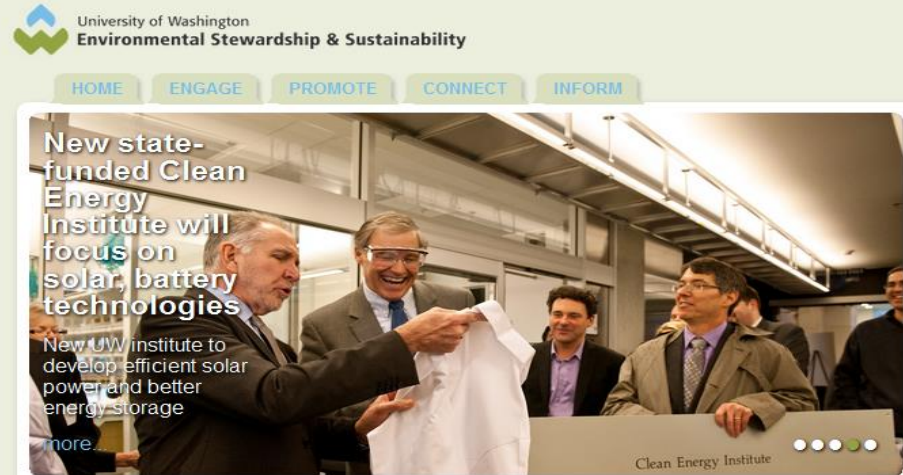 University of Washington
Environmental Stewardship & Sustainability
HOME ENGAGE PROMOTE CONNECT INFORM
New state-
funded Clean
Energy
Institute will
focus on
solar, battery
technologies
New UW institute to
develop efficient solar
power and better
energy storage
more...
Clean Energy Institute